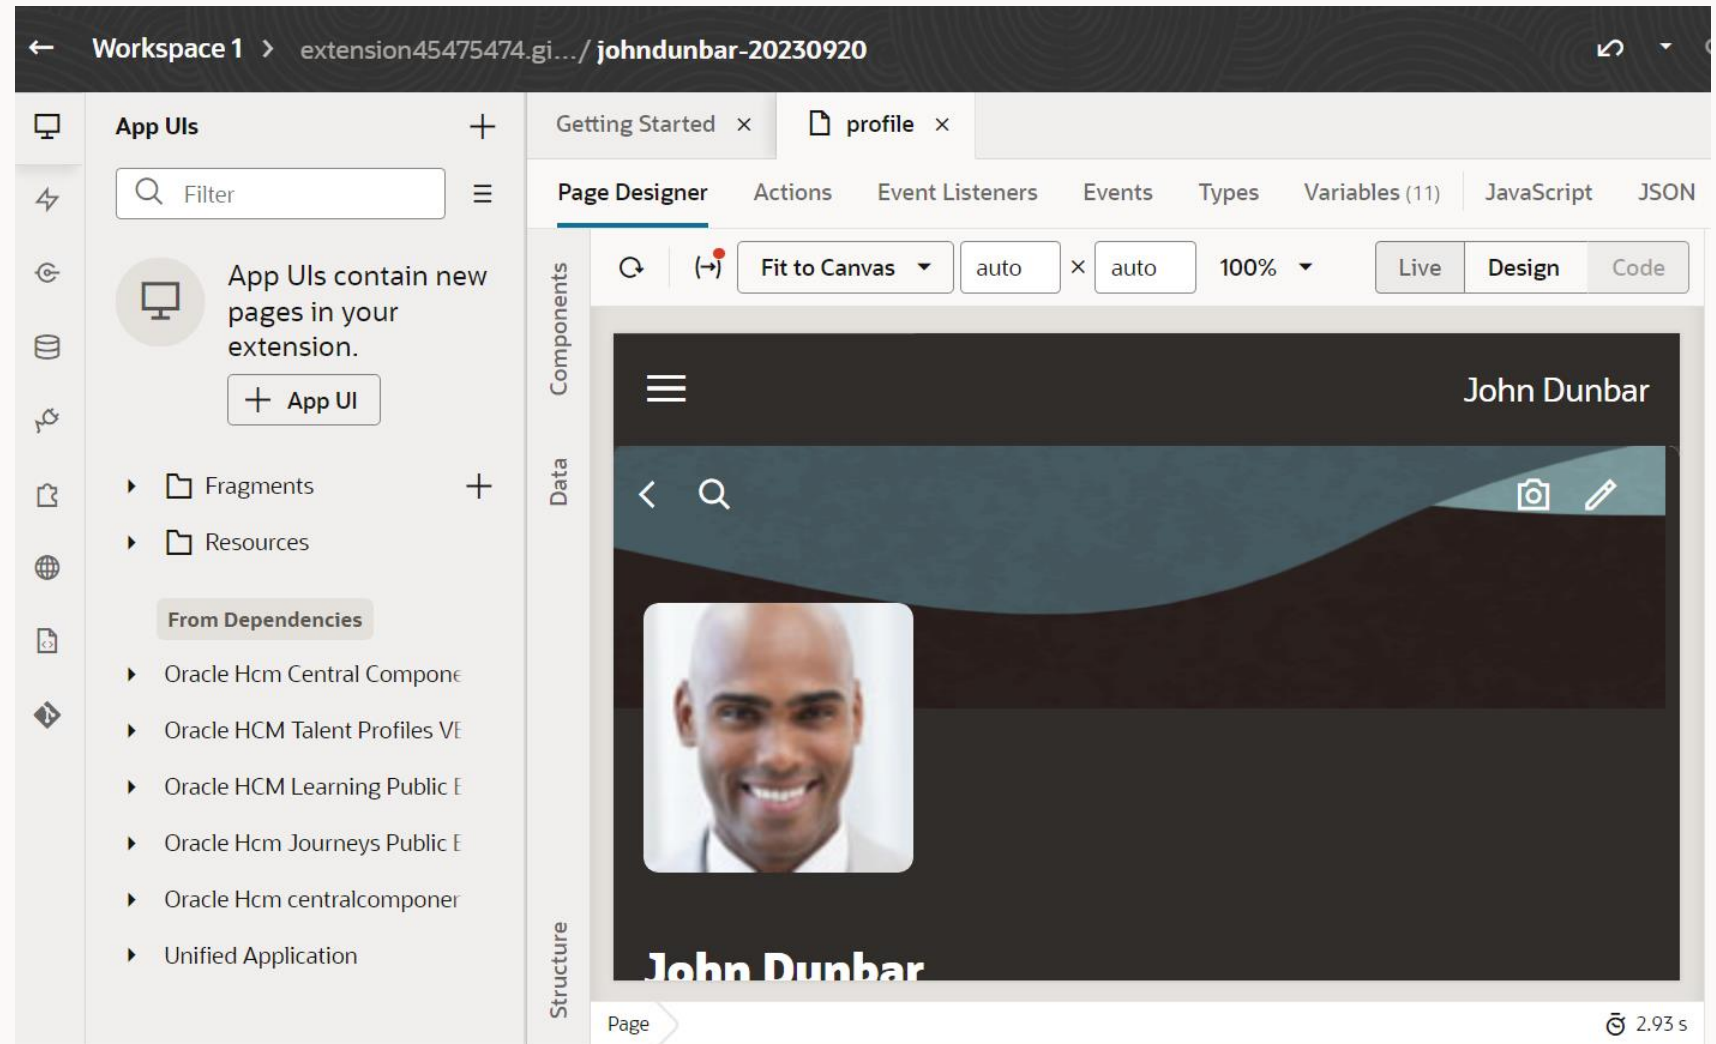 Workspace 1 > extension45475474.gi.../ johndunbar-20230920
App UIs
Filter
App UIs contain new
pages in your
extension.
+ App UI
Fragments
Resources
From Dependencies
Oracle Hcm Central Compone
Oracle HCM Talent Profiles
Oracle HCM Learning Public
Oracle Hcm Journeys Public
Oracle Hcm centralcomponer
Unified Application
Getting Started × profile ×
Page Designer Actions Event Listeners Events Types Variables (11) JavaScript JSON
Components
Data
Structure
Fit to Canvas auto × auto 100% Live Design Code
John Dunbar
John Dunbar
Page
2.93 s